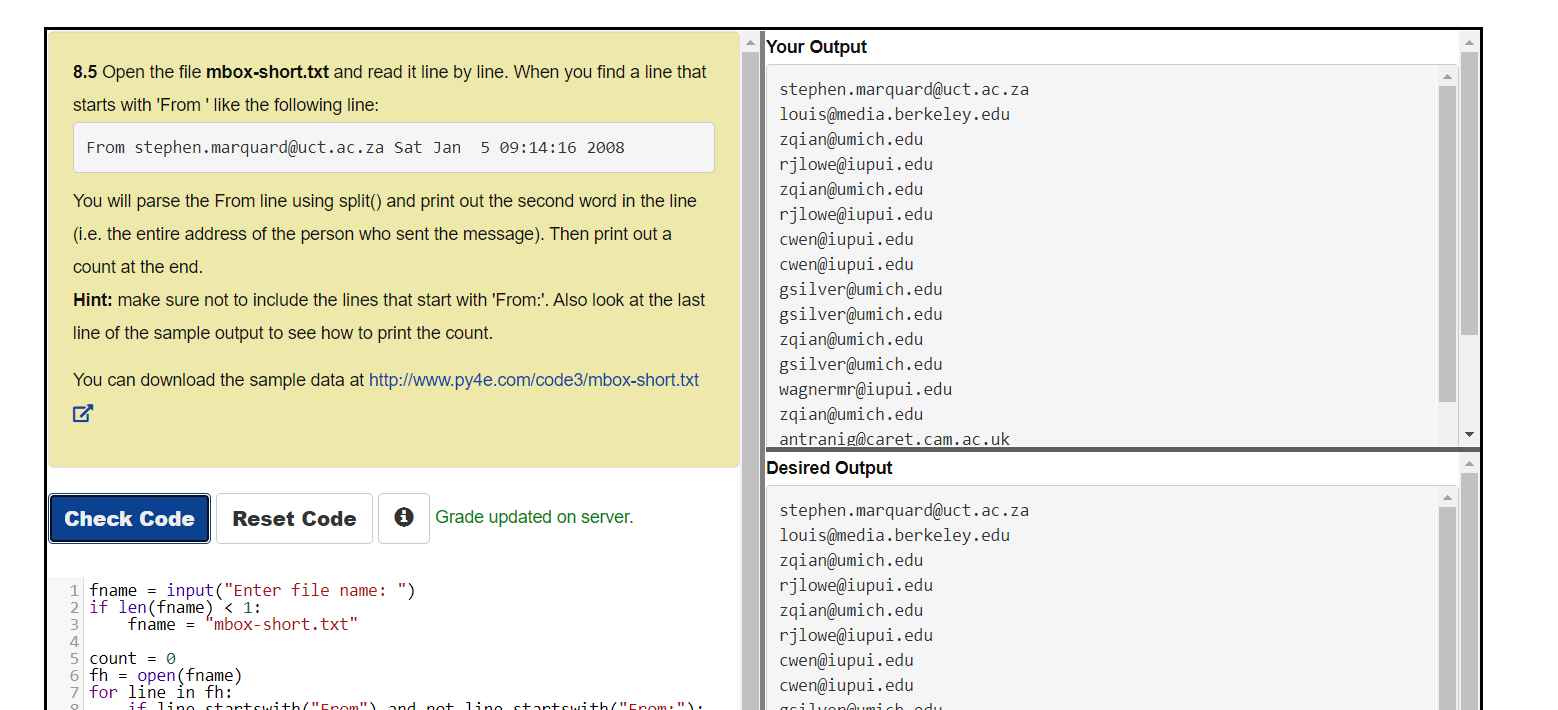 8.5 Open the file mbox-short.txt and read it line by line. When you find a line that
starts with 'From ' like the following line:
From stephen.marquard@uct.ac.za Sat Jan  5 09:14:16 2008
You will parse the From line using split() and print out the second word in the line
(i.e. the entire address of the person who sent the message). Then print out a
count at the end.
Hint: make sure not to include the lines that start with 'From:'. Also look at the last
line of the sample output to see how to print the count.
You can download the sample data at http://www.py4e.com/code3/mbox-short.txt
Check Code
Reset Code
Grade updated on server.
1 fname = input("Enter file name: ")
2 if len(fname) < 1:
3     fname = "mbox-short.txt"
4
5 count = 0
6 fh = open(fname)
7 for line in fh:
8     if line.startswith("From") and not line.startswith("From:"):
Your Output
stephen.marquard@uct.ac.za
louis@media.berkeley.edu
zqian@umich.edu
rjlowe@iupui.edu
zqian@umich.edu
rjlowe@iupui.edu
cwen@iupui.edu
cwen@iupui.edu
gsilver@umich.edu
gsilver@umich.edu
zqian@umich.edu
gsilver@umich.edu
wagnermr@iupui.edu
zqian@umich.edu
antranig@caret.cam.ac.uk
Desired Output
stephen.marquard@uct.ac.za
louis@media.berkeley.edu
zqian@umich.edu
rjlowe@iupui.edu
zqian@umich.edu
rjlowe@iupui.edu
cwen@iupui.edu
cwen@iupui.edu
gsilver@umich.edu